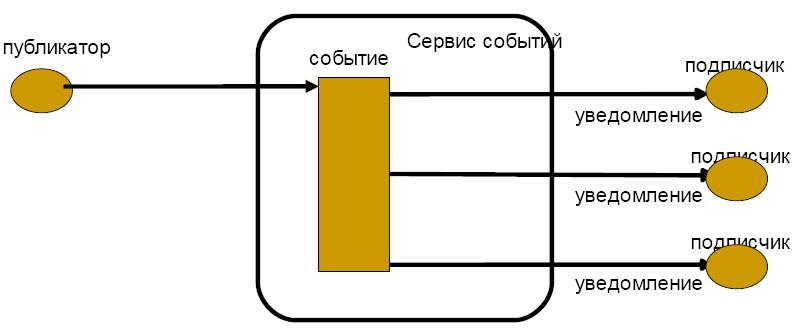 публикатор
событие
Сервис событий
подписчик
уведомление
подписчик
уведомление
подписчик
уведомление